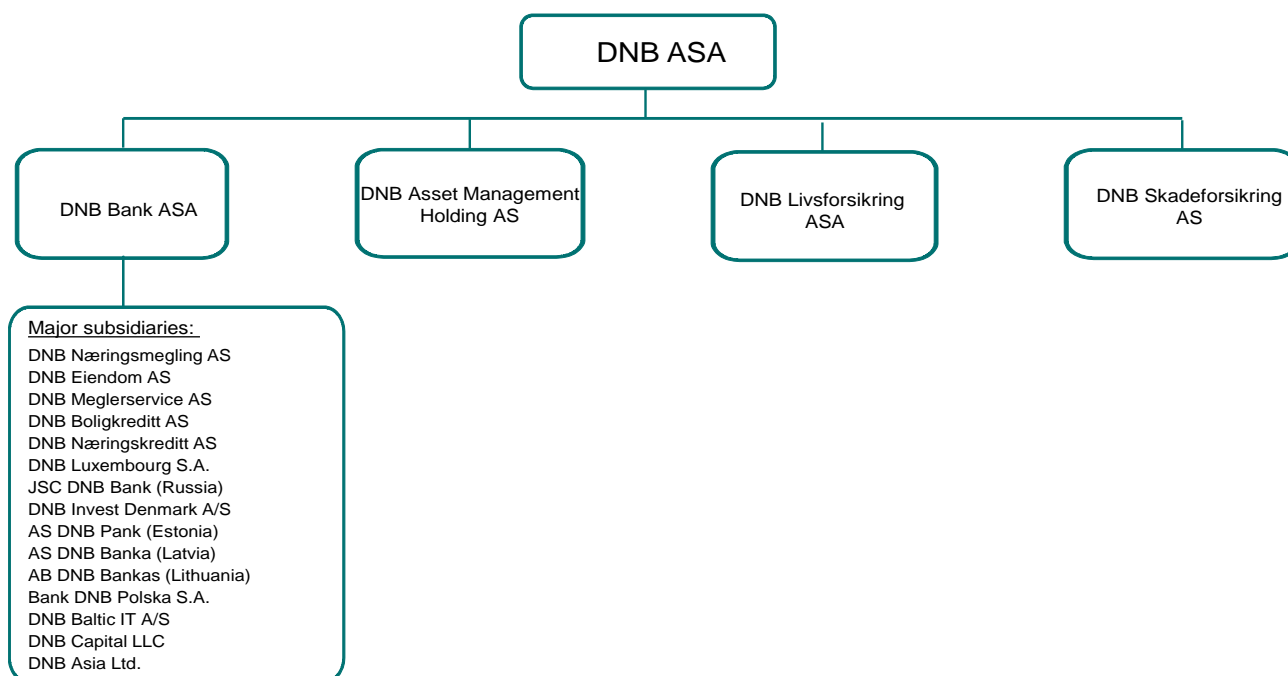 DNB ASA
DNB Bank ASA
DNB Asset Management
Holding AS
DNB Livsforsikring
ASA
DNB Skadeforsikring
AS
Major subsidiaries:
DNB Næringsmegling AS
DNB Eiendom AS
DNB Meglerservice AS
DNB Boligkreditt AS
DNB Næringskreditt AS
DNB Luxembourg S.A.
JSC DNB Bank (Russia)
DNB Invest Denmark A/S
AS DNB Pank (Estonia)
AS DNB Banka (Latvia)
AB DNB Bankas (Lithuania)
Bank DNB Polska S.A.
DNB Baltic IT A/S
DNB Capital LLC
DNB Asia Ltd.